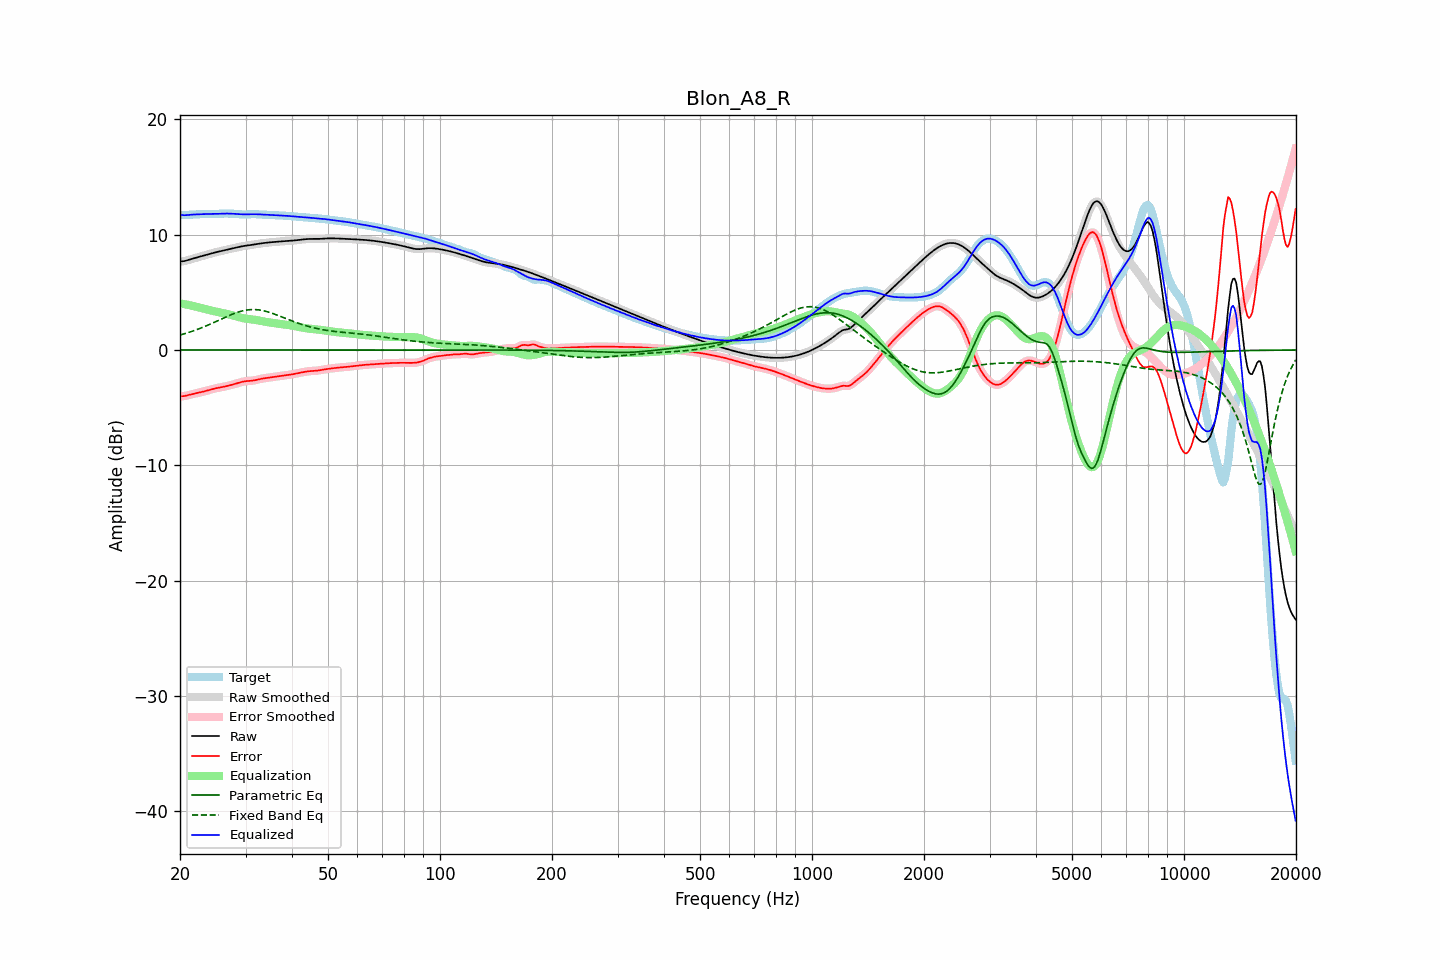 Blon_A8_R
Amplitude (dBr)
20
10
0
−10
−20
−30
−40
Target
Raw Smoothed
Error Smoothed
Raw
Error
Equalization
Parametric Eq
Fixed Band Eq
Equalized
20 50 100 200 500 1000 2000 5000 10000 20000
Frequency (Hz)